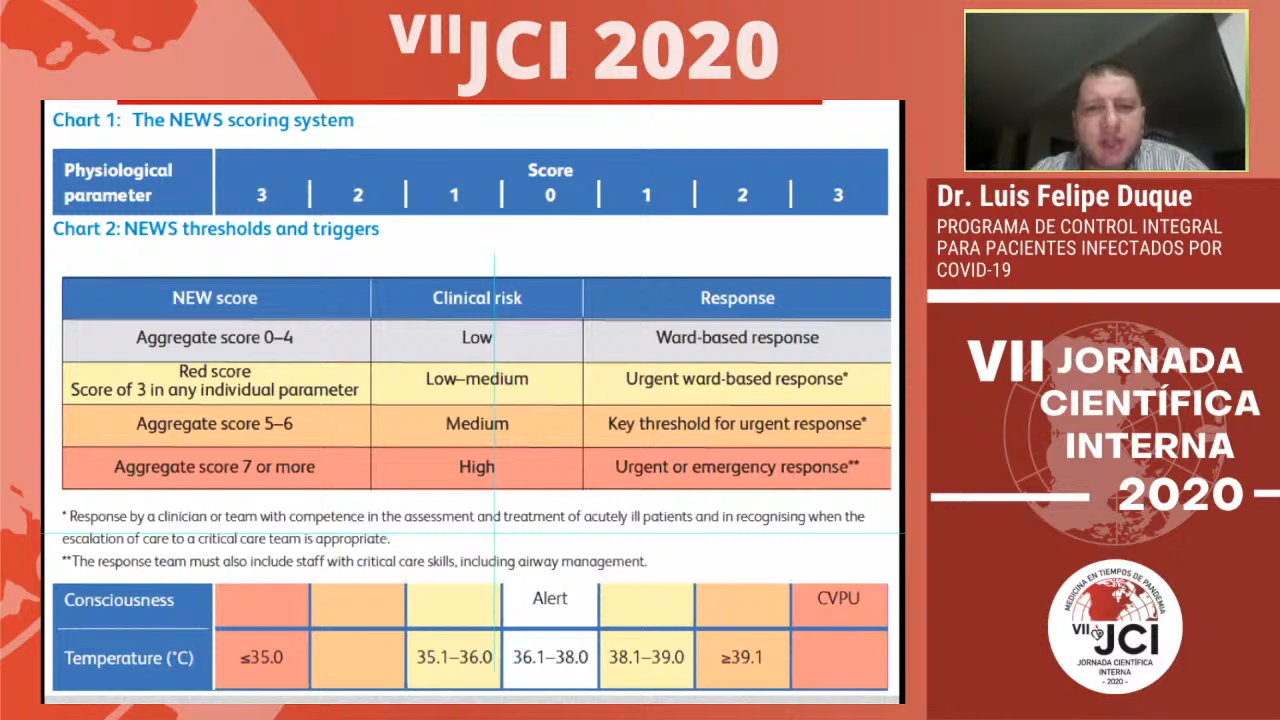 VII JCI 2020
Chart 1: The NEWS scoring system
Physiological parameter
Score
3 2 1 0 1 2 3
Chart 2: NEWS thresholds and triggers
NEW score Clinical risk Response
Aggregate score 0–4 Low Ward-based response
Red score
Score of 3 in any individual parameter Low–medium Urgent ward-based response*
Aggregate score 5–6 Medium Key threshold for urgent response*
Aggregate score 7 or more High Urgent or emergency response**
* Response by a clinician or team with competence in the assessment and treatment of acutely ill patients and in recognising when the
escalation of care to a critical care team is appropriate.
**The response team must also include staff with critical care skills, including airway management.
Consciousness Alert CVPU
Temperature (°C) ≤35.0 35.1–36.0 36.1–38.0 38.1–39.0 ≥39.1
Dr. Luis Felipe Duque
PROGRAMA DE CONTROL INTEGRAL
PARA PACIENTES INFECTADOS POR
COVID-19
VII JORNADA
CIENTÍFICA
INTERNA
2020
MEDICINA EN TIEMPOS DE PANDEMIA
VII JCI
JORNADA CIENTÍFICA
INTERNA
- 2020 -